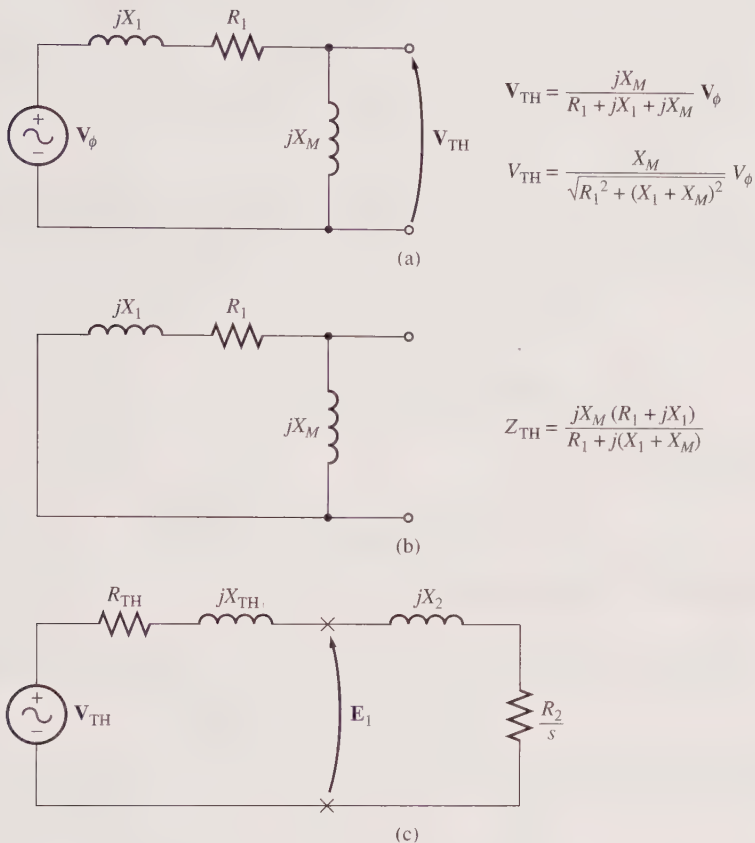 jX₁ R₁
+
−
V_ϕ
jX_M
V_TH
V_TH = jX_M / (R₁ + jX₁ + jX_M) V_ϕ
V_TH = X_M / √(R₁² + (X₁ + X_M)²) V_ϕ
(a)
jX₁ R₁
jX_M
Z_TH = jX_M (R₁ + jX₁) / (R₁ + j(X₁ + X_M))
(b)
R_TH jX_TH jX₂
+
−
V_TH
E₁
R₂ / s
(c)